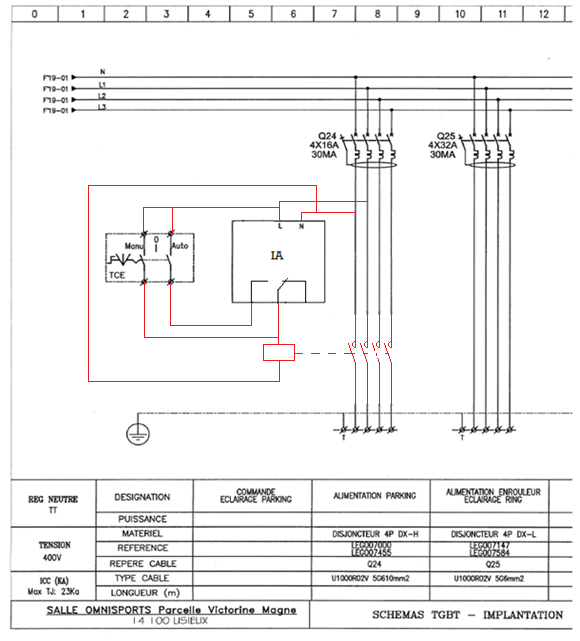 0 1 2 3 4 5 6 7 8 9 10 11 12
F19-01 N
F19-01 L1
F19-01 L2
F19-01 L3
Q24
4X16A
30MA
Q25
4X32A
30MA
L N
0
Manu I Auto
IA
TCE
T T
REG NEUTRE
TT
DESIGNATION
COMMANDE
ECLAIRAGE PARKING
ALIMENTATION PARKING
ALIMENTATION ENROULEUR
ECLAIRAGE RING
PUISSANCE
TENSION
400V
MATERIEL DISJONCTEUR 4P DX-H DISJONCTEUR 4P DX-L
REFERENCE
LEG007000
LEG007455
LEG007147
LEG007584
REPERE CABLE Q24 Q25
ICC (KA)
Max TJ: 23Ka
TYPE CABLE U1000R02V 5G10mm2 U1000R02V 5G6mm2
LONGUEUR (m)
SALLE OMNISPORTS Parcelle Victorine Magne
14 100 LISIEUX
SCHEMAS TGBT - IMPLANTATION